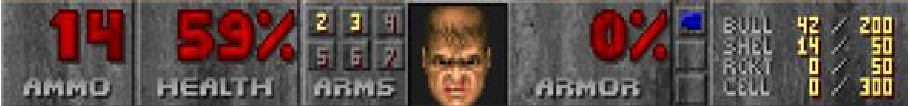 14 59% 2 3 4 0% BULL 42 / 200
5 6 7 SHEL 14 / 50
RCKT 0 / 50
AMMO HEALTH ARMS ARMOR CELL 0 / 300